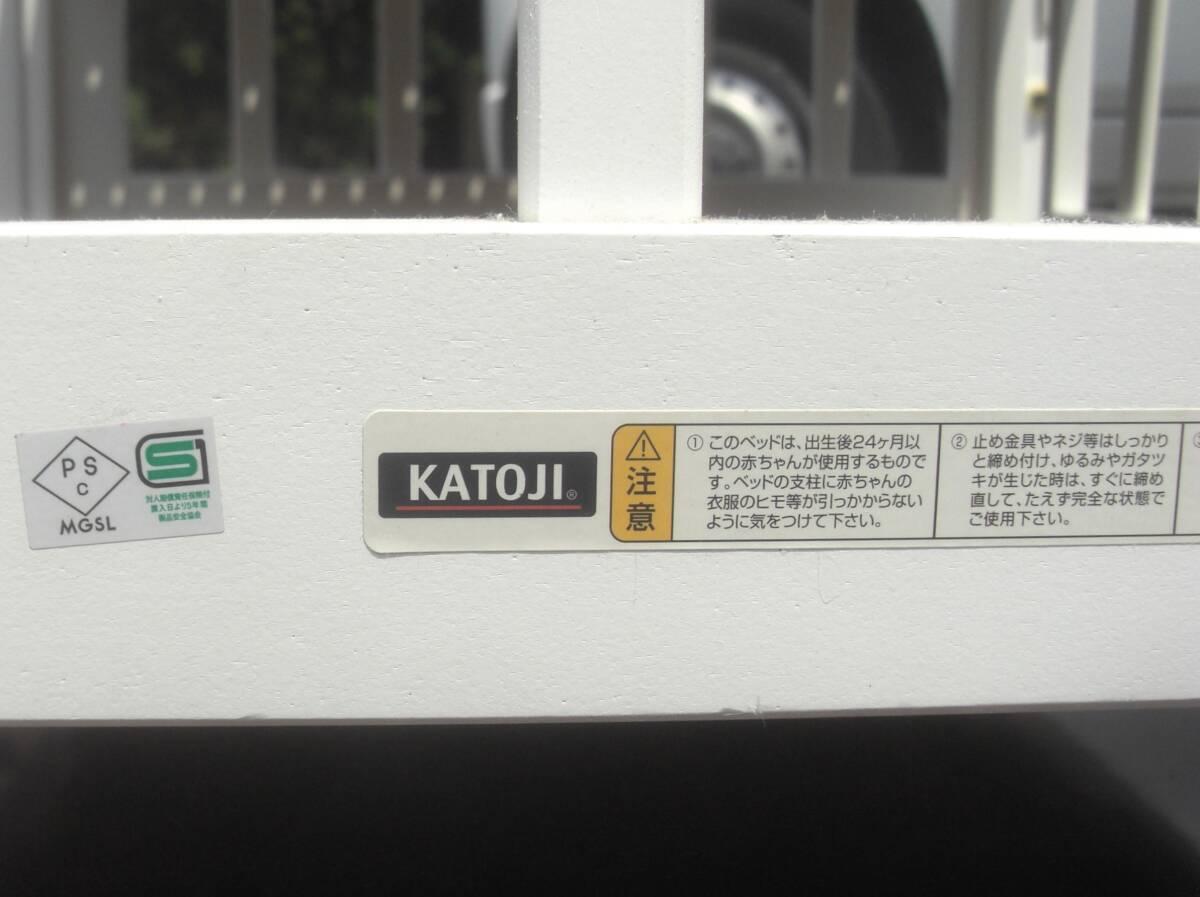 PS
C
MGSL
S
対人賠償責任保険付
購入日より5年間
製品安全協会
KATOJI®
注意
① このベッドは、出生後24ヶ月以
内の赤ちゃんが使用するもので
す。ベッドの支柱に赤ちゃんの
衣服のヒモ等が引っかからない
ように気をつけて下さい。
② 止め金具やネジ等はしっかり
と締め付け、ゆるみやガタツ
キが生じた時は、すぐに締め
直して、たえず完全な状態で
ご使用下さい。